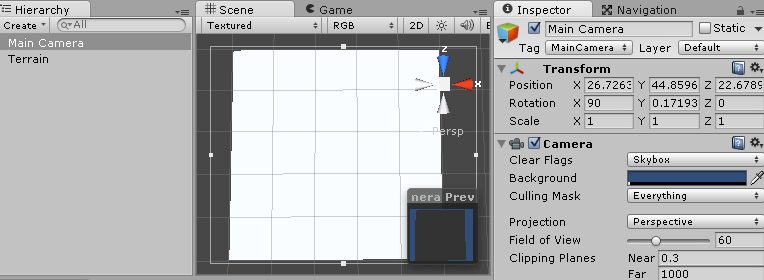 Hierarchy
Create
All
Main Camera
Terrain
Scene
Game
Textured
RGB
2D
z
x
Persp
nera Prev
Inspector
Navigation
Main Camera
Static
Tag MainCamera Layer Default
Transform
Position X 26.7263 Y 44.8596 Z 22.6789
Rotation X 90 Y 0.17193 Z 0
Scale X 1 Y 1 Z 1
Camera
Clear Flags Skybox
Background
Culling Mask Everything
Projection Perspective
Field of View 60
Clipping Planes Near 0.3
Far 1000